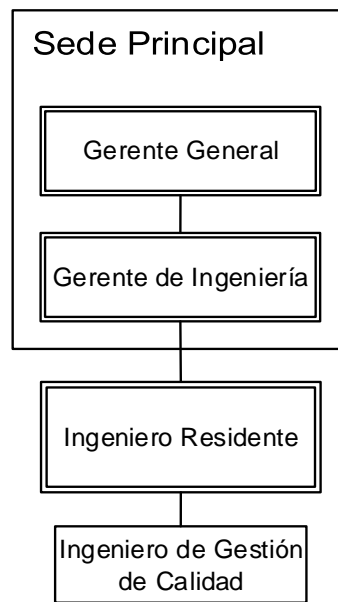 Sede Principal
Gerente General
Gerente de Ingeniería
Ingeniero Residente
Ingeniero de Gestión
de Calidad